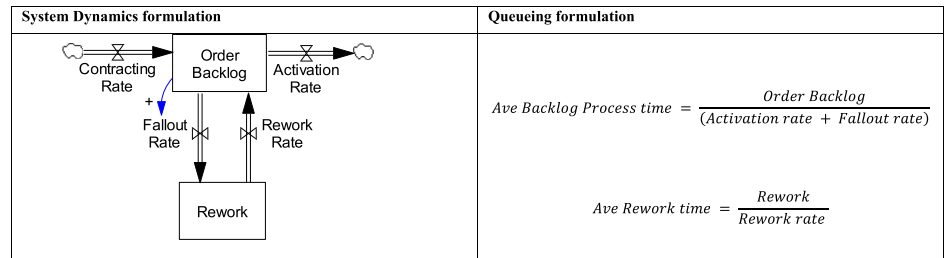 System Dynamics formulation
Queueing formulation
Order
Backlog
Contracting
Rate
Activation
Rate
+
Fallout
Rate
Rework
Rate
Rework
Ave Backlog Process time = Order Backlog
(Activation rate + Fallout rate)
Ave Rework time = Rework
Rework rate